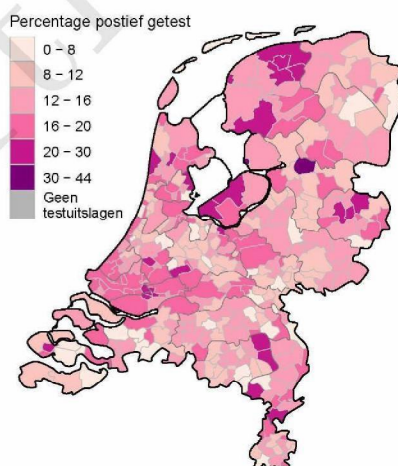 Percentage postief getest
0 – 8
8 – 12
12 – 16
16 – 20
20 – 30
30 – 44
Geen
testuitslagen